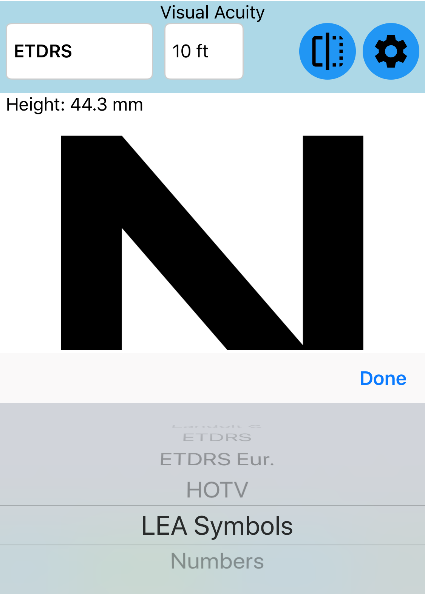 Visual Acuity
ETDRS
10 ft
Height: 44.3 mm
N
Done
ETDRS
ETDRS Eur.
HOTV
LEA Symbols
Numbers